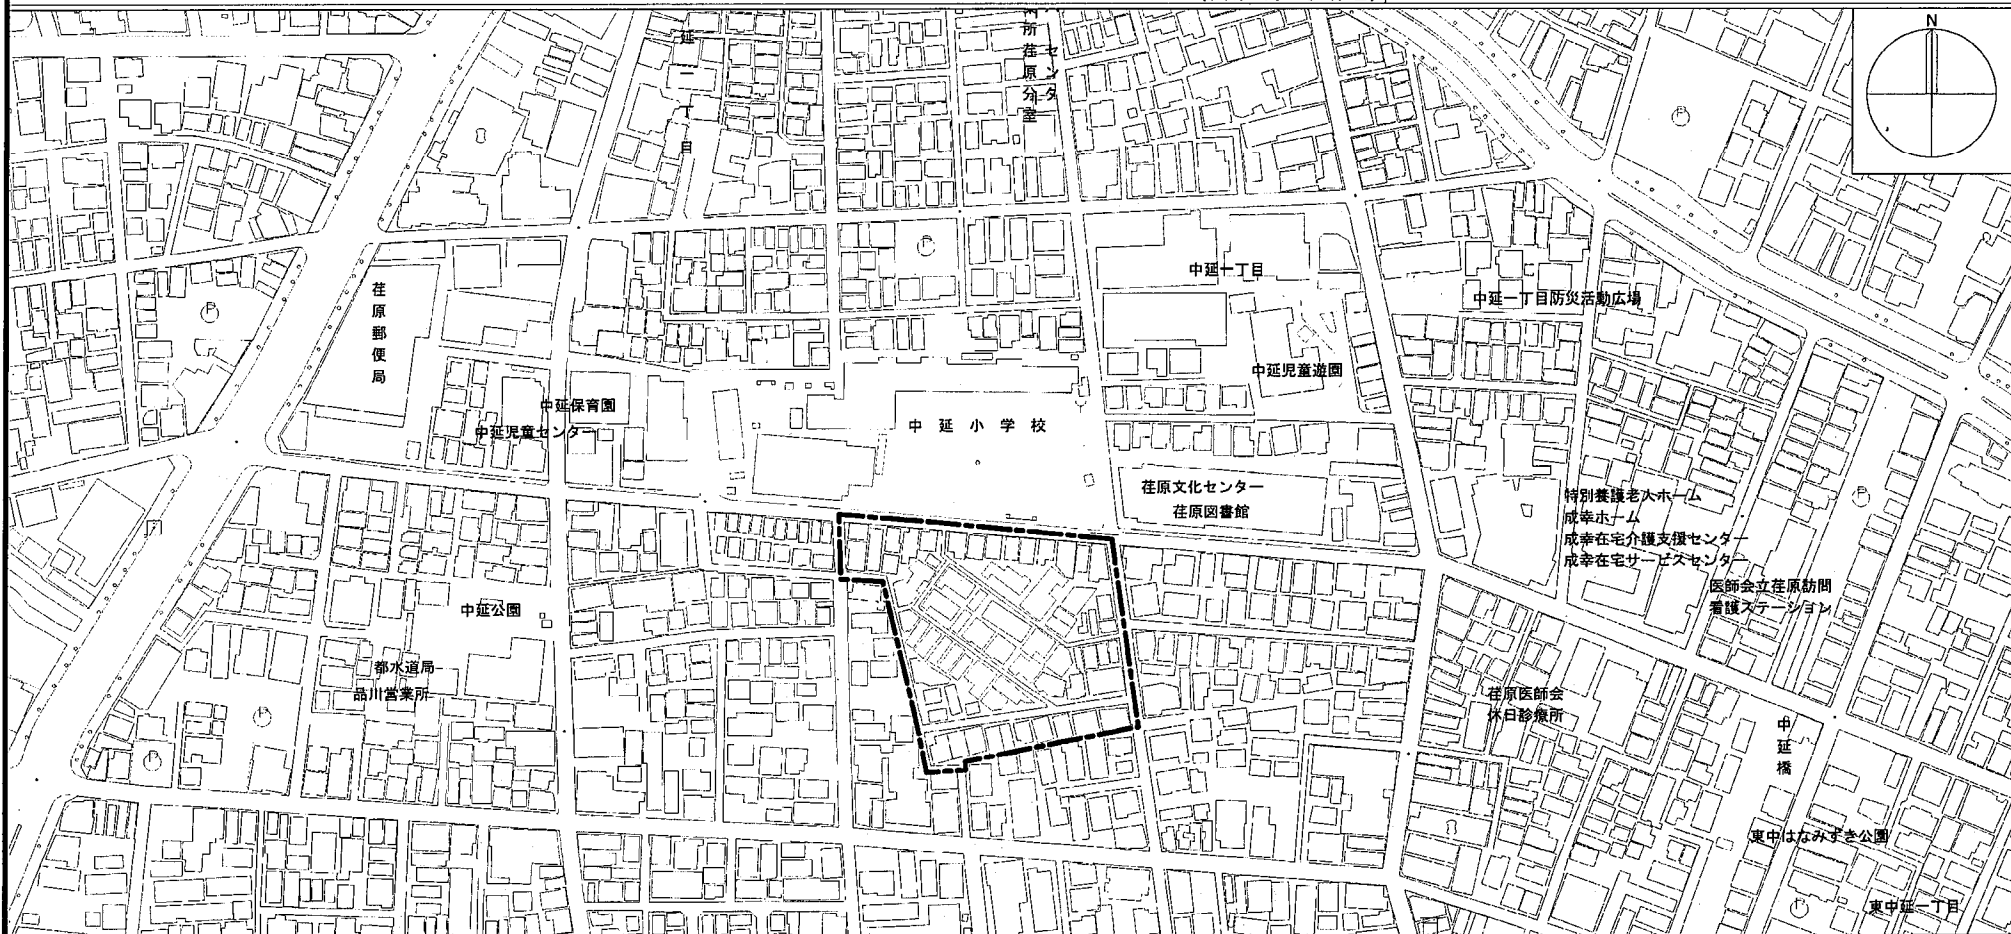 N
延一丁目
所荏原分室
センタ
P
P
中延一丁目
中延一丁目防災活動広場
荏原郵便局
P
中延児童遊園
中延保育園
中延児童センター
中延小学校
荏原文化センター
荏原図書館
特別養護老人ホーム
成幸ホーム
成幸在宅介護支援センター
成幸在宅サービスセンター
P
医師会立荏原訪問
看護ステーション
中延公園
都水道局
品川営業所
P
P
荏原医師会
休日診療所
中延橋
東中はなみずき公園
P
東中延一丁目